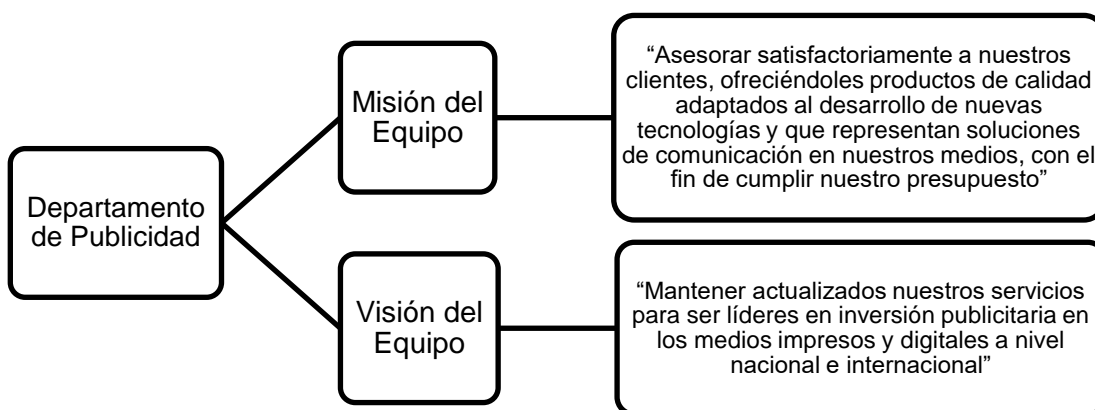 Departamento
de Publicidad
Misión del
Equipo
“Asesorar satisfactoriamente a nuestros
clientes, ofreciéndoles productos de calidad
adaptados al desarrollo de nuevas
tecnologías y que representan soluciones
de comunicación en nuestros medios, con el
fin de cumplir nuestro presupuesto”
Visión del
Equipo
“Mantener actualizados nuestros servicios
para ser líderes en inversión publicitaria en
los medios impresos y digitales a nivel
nacional e internacional”